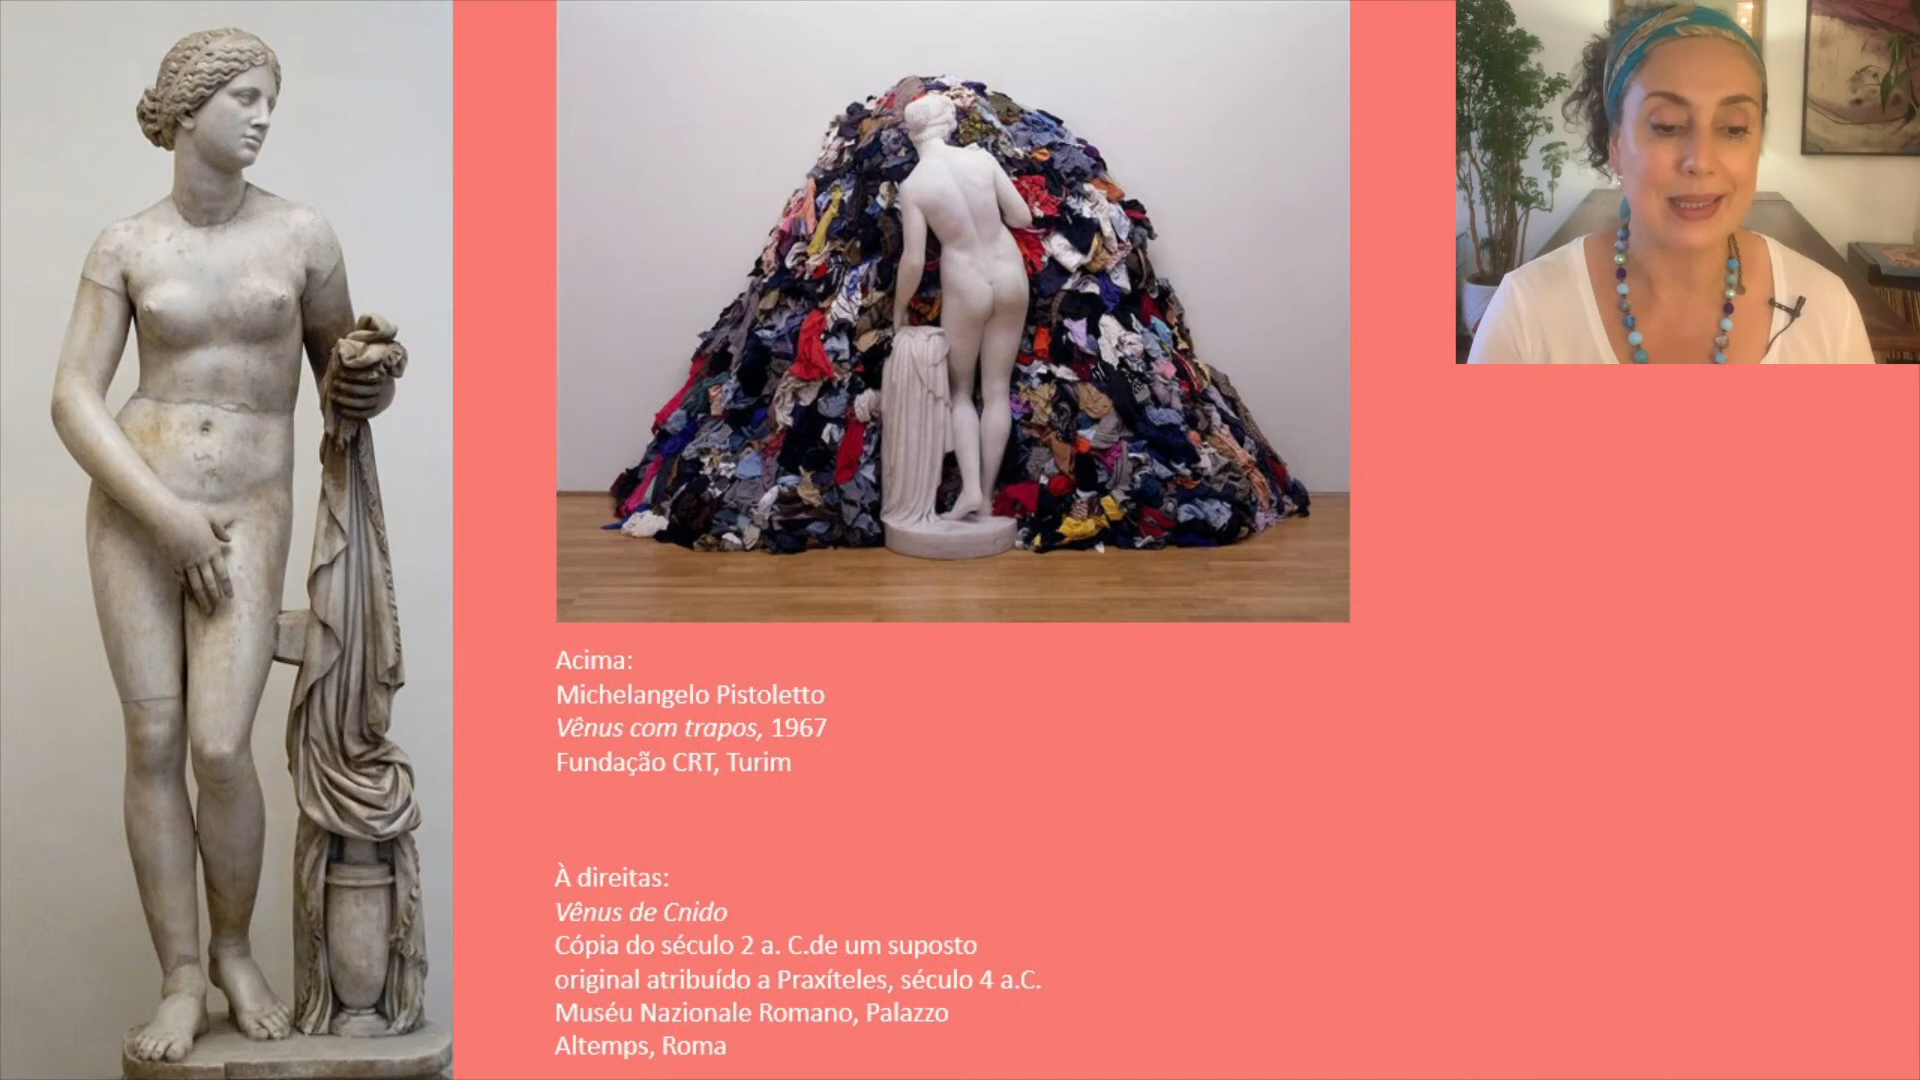 Acima:
Michelangelo Pistoletto
Vênus com trapos, 1967
Fundação CRT, Turim
À direitas:
Vênus de Cnido
Cópia do século 2 a. C.de um suposto
original atribuído a Praxíteles, século 4 a.C.
Muséu Nazionale Romano, Palazzo
Altemps, Roma